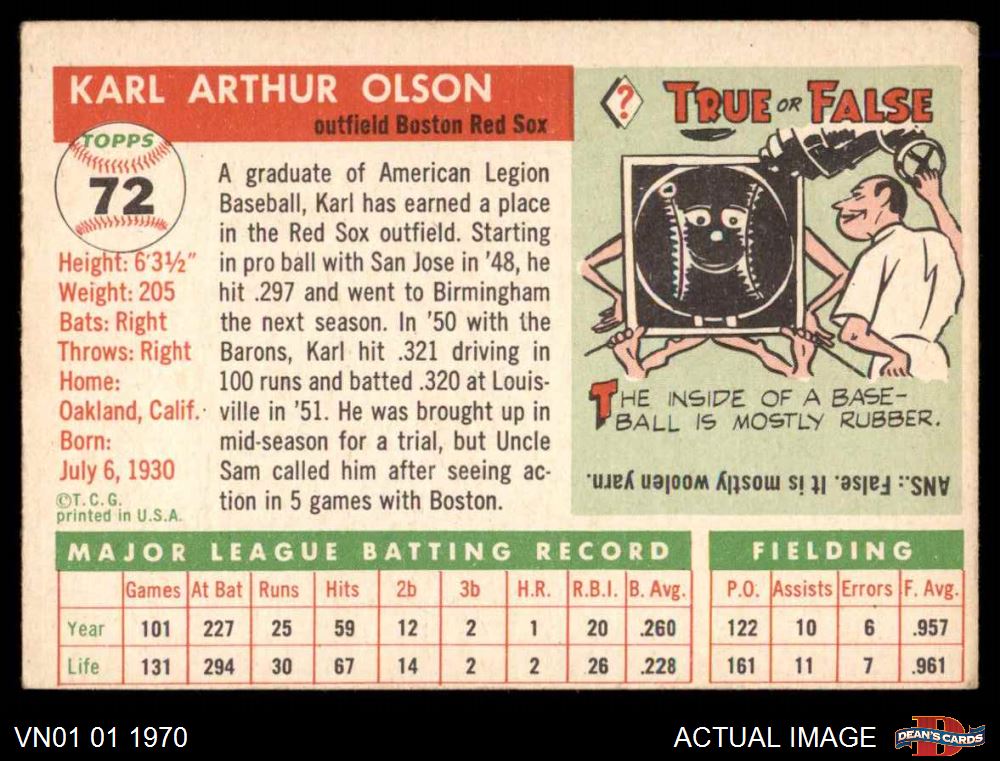 KARL ARTHUR OLSON
outfield Boston Red Sox
TOPPS
72
Height: 6'3½"
Weight: 205
Bats: Right
Throws: Right
Home:
Oakland, Calif.
Born:
July 6, 1930
©T.C.G.
printed in U.S.A.
A graduate of American Legion
Baseball, Karl has earned a place
in the Red Sox outfield. Starting
in pro ball with San Jose in '48, he
hit .297 and went to Birmingham
the next season. In '50 with the
Barons, Karl hit .321 driving in
100 runs and batted .320 at Louis-
ville in '51. He was brought up in
mid-season for a trial, but Uncle
Sam called him after seeing ac-
tion in 5 games with Boston.
? TRUE OR FALSE
THE INSIDE OF A BASE-
BALL IS MOSTLY RUBBER.
ANS.: False. It is mostly woolen yarn.
MAJOR LEAGUE BATTING RECORD
Games At Bat Runs Hits 2b 3b H.R. R.B.I. B. Avg.
Year 101 227 25 59 12 2 1 20 .260
Life 131 294 30 67 14 2 2 26 .228
FIELDING
P.O. Assists Errors F. Avg.
122 10 6 .957
161 11 7 .961
VN01 01 1970
ACTUAL IMAGE
DEAN'S CARDS